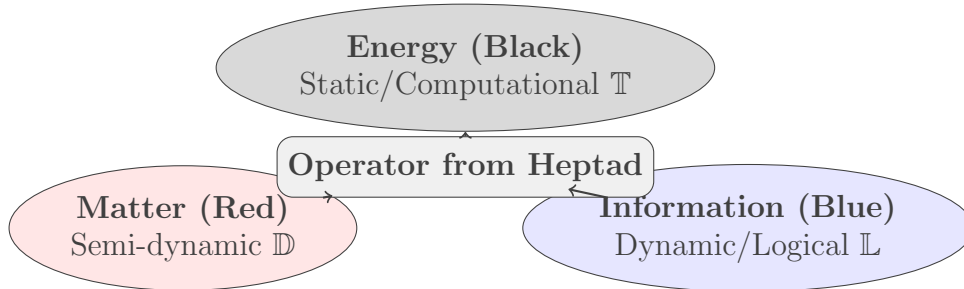 Energy (Black)
Static/Computational 𝕋
Operator from Heptad
Matter (Red)
Semi-dynamic 𝔻
Information (Blue)
Dynamic/Logical 𝕃